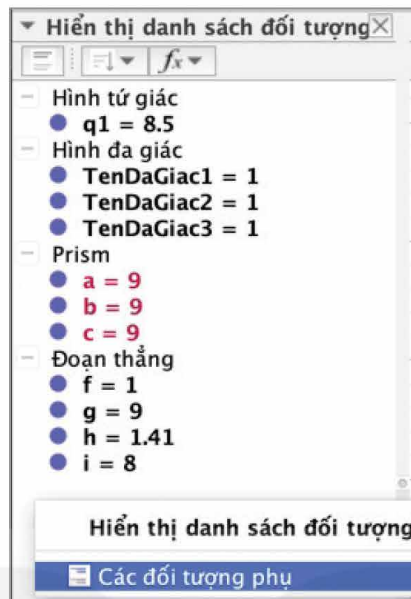 Hiển thị danh sách đối tượng
fx
Hình tứ giác
q1 = 8.5
Hình đa giác
TenDaGiac1 = 1
TenDaGiac2 = 1
TenDaGiac3 = 1
Prism
a = 9
b = 9
c = 9
Đoạn thẳng
f = 1
g = 9
h = 1.41
i = 8
Hiển thị danh sách đối tượng
Các đối tượng phụ